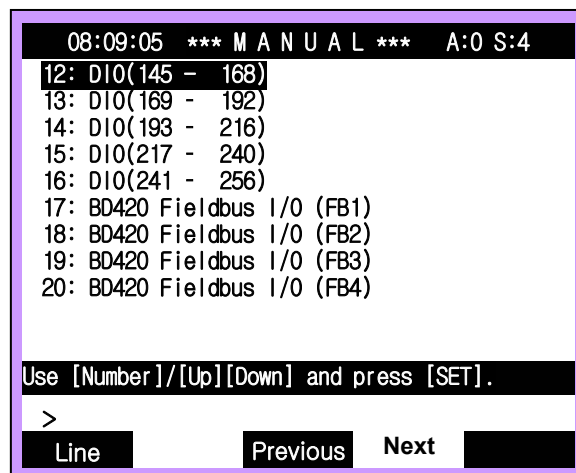 08:09:05 *** M A N U A L *** A:0 S:4
12: DIO(145 - 168)
13: DIO(169 - 192)
14: DIO(193 - 216)
15: DIO(217 - 240)
16: DIO(241 - 256)
17: BD420 Fieldbus I/O (FB1)
18: BD420 Fieldbus I/O (FB2)
19: BD420 Fieldbus I/O (FB3)
20: BD420 Fieldbus I/O (FB4)
Use [Number]/[Up][Down] and press [SET].
>
Line Previous Next